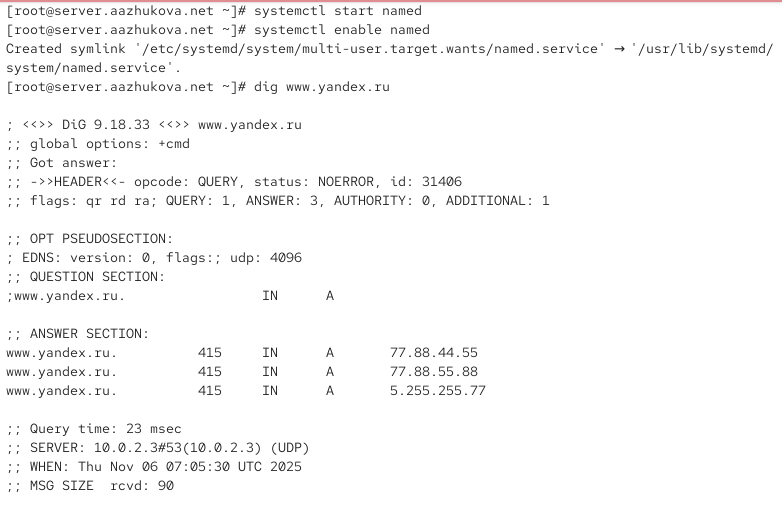 [root@server.aazhukova.net ~]# systemctl start named
[root@server.aazhukova.net ~]# systemctl enable named
Created symlink '/etc/systemd/system/multi-user.target.wants/named.service' → '/usr/lib/systemd/
system/named.service'.
[root@server.aazhukova.net ~]# dig www.yandex.ru

; <<>> DiG 9.18.33 <<>> www.yandex.ru
;; global options: +cmd
;; Got answer:
;; ->>HEADER<<- opcode: QUERY, status: NOERROR, id: 31406
;; flags: qr rd ra; QUERY: 1, ANSWER: 3, AUTHORITY: 0, ADDITIONAL: 1

;; OPT PSEUDOSECTION:
; EDNS: version: 0, flags:; udp: 4096
;; QUESTION SECTION:
;www.yandex.ru.                 IN      A

;; ANSWER SECTION:
www.yandex.ru.          415     IN      A       77.88.44.55
www.yandex.ru.          415     IN      A       77.88.55.88
www.yandex.ru.          415     IN      A       5.255.255.77

;; Query time: 23 msec
;; SERVER: 10.0.2.3#53(10.0.2.3) (UDP)
;; WHEN: Thu Nov 06 07:05:30 UTC 2025
;; MSG SIZE  rcvd: 90